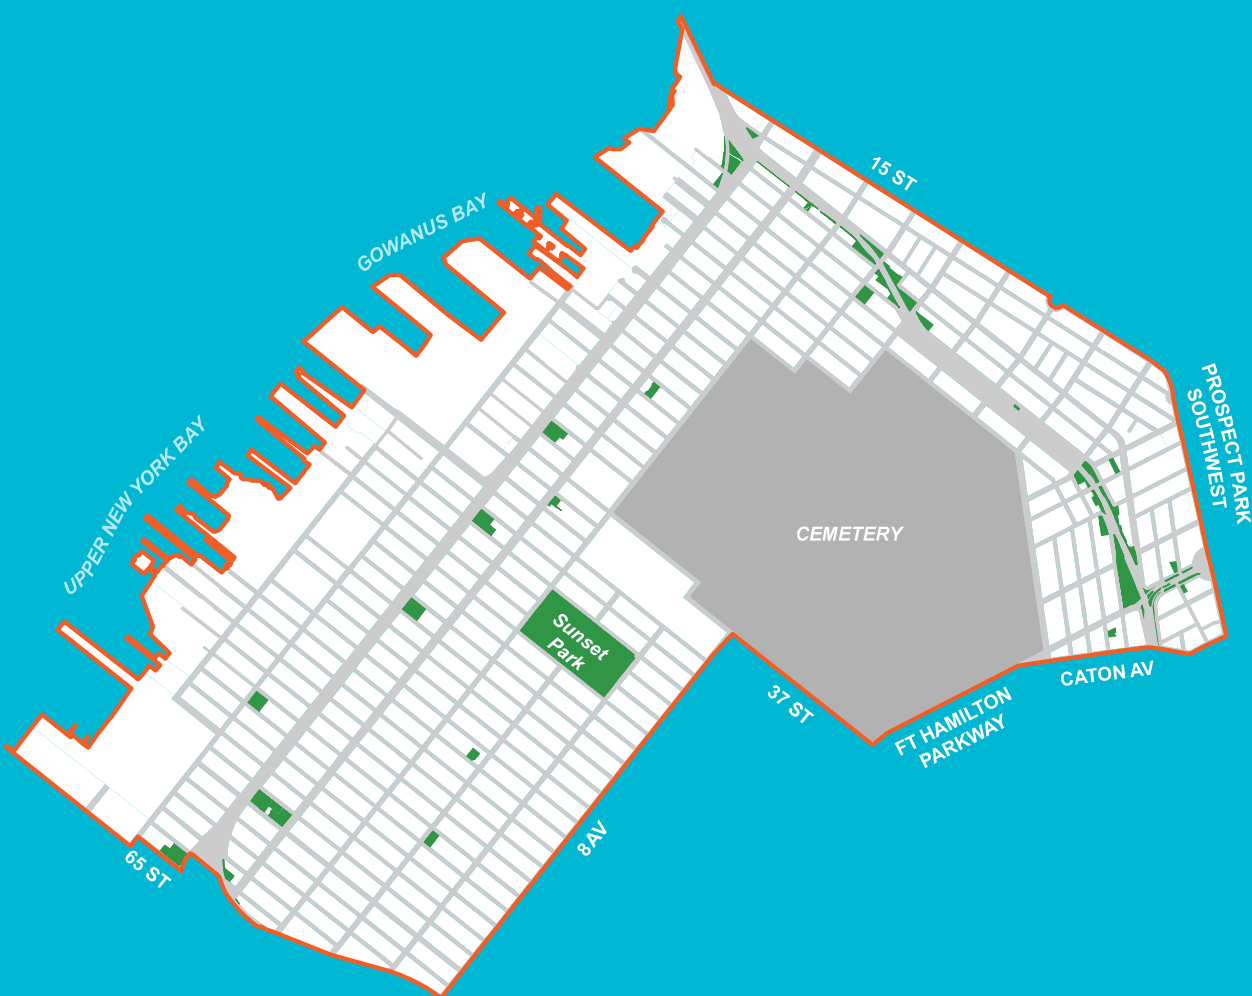 15 ST
GOWANUS BAY
PROSPECT PARK
SOUTHWEST
UPPER NEW YORK BAY
CEMETERY
Sunset
Park
CATON AV
37 ST
FT HAMILTON
PARKWAY
8 AV
65 ST